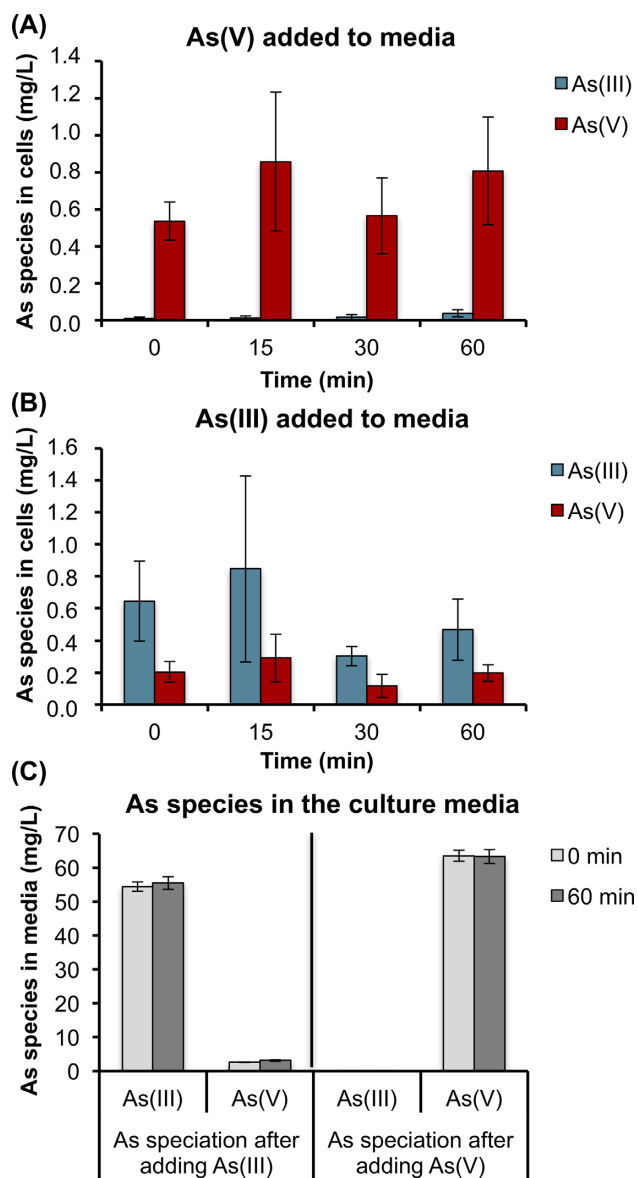 (A)
As(V) added to media
As species in cells (mg/L)
1.4
1.2
1.0
0.8
0.6
0.4
0.2
0.0
0 15 30 60
Time (min)
As(III)
As(V)
(B)
As(III) added to media
As species in cells (mg/L)
1.6
1.4
1.2
1.0
0.8
0.6
0.4
0.2
0.0
0 15 30 60
Time (min)
As(III)
As(V)
(C)
As species in the culture media
As species in media (mg/L)
70
60
50
40
30
20
10
0
0 min
60 min
As(III) As(V) As(III) As(V)
As speciation after As speciation after
adding As(III) adding As(V)